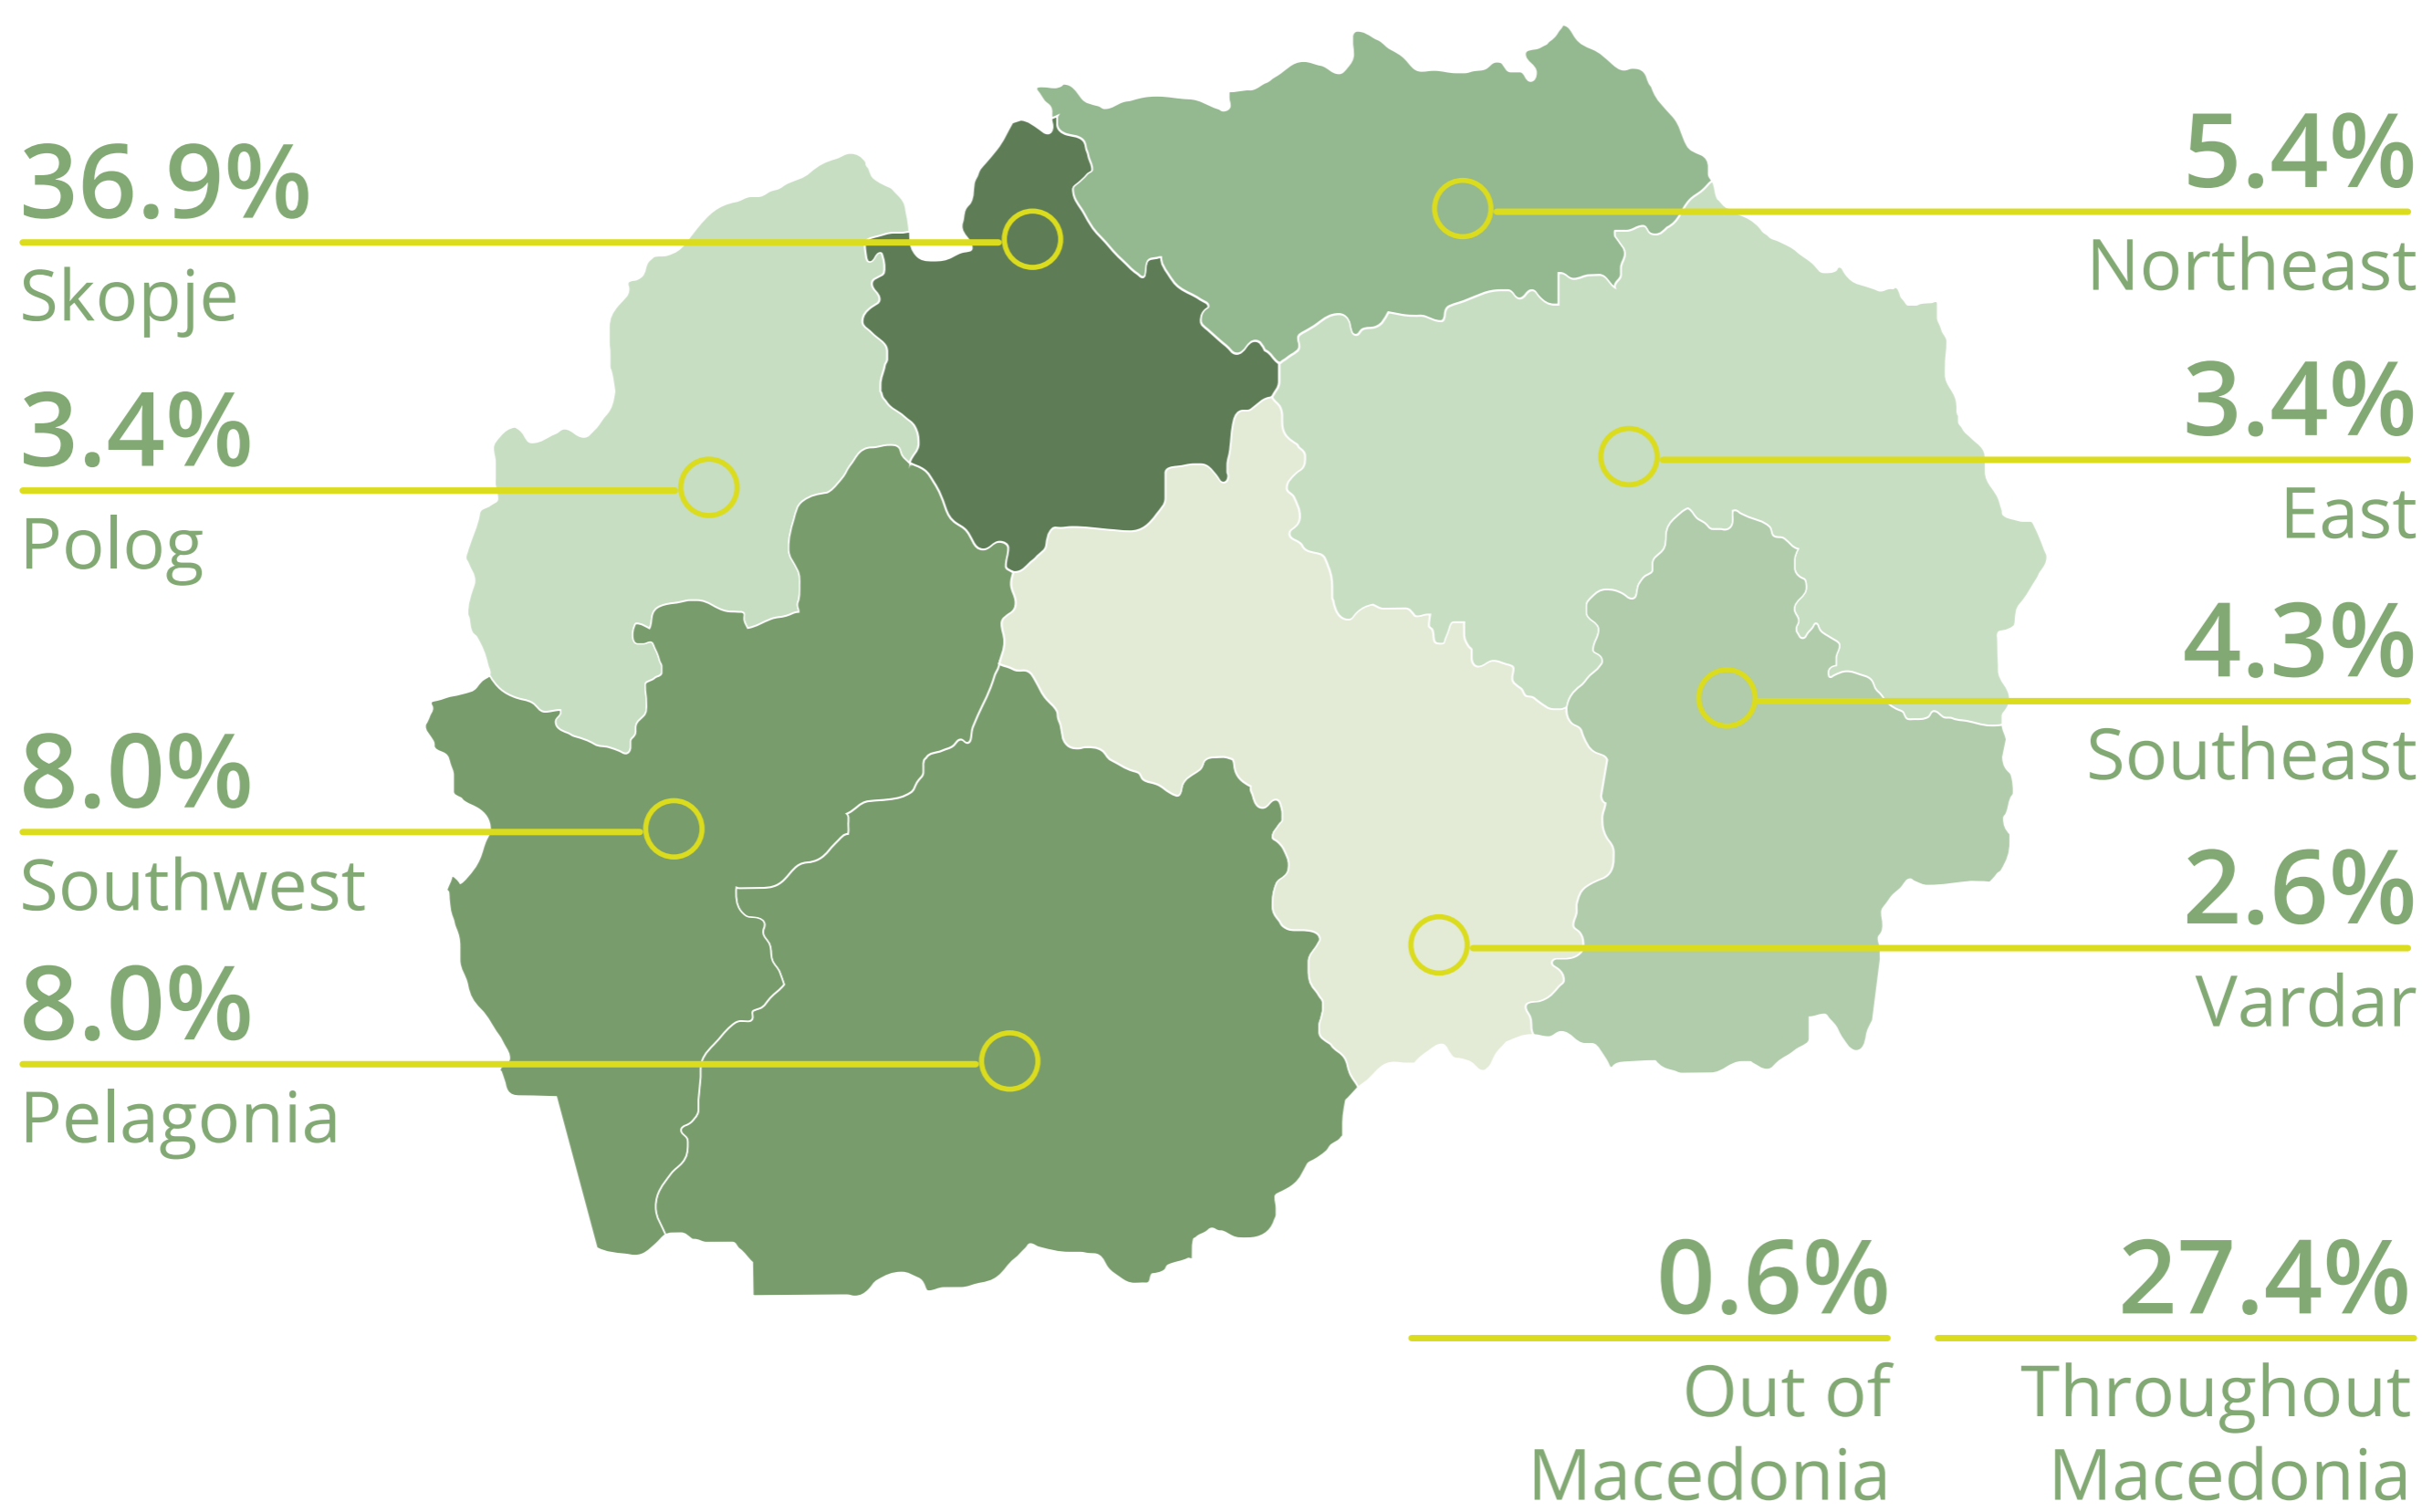 36.9%
Skopje
3.4%
Polog
8.0%
Southwest
8.0%
Pelagonia
5.4%
Northeast
3.4%
East
4.3%
Southeast
2.6%
Vardar
0.6%
Out of
Macedonia
27.4%
Throughout
Macedonia